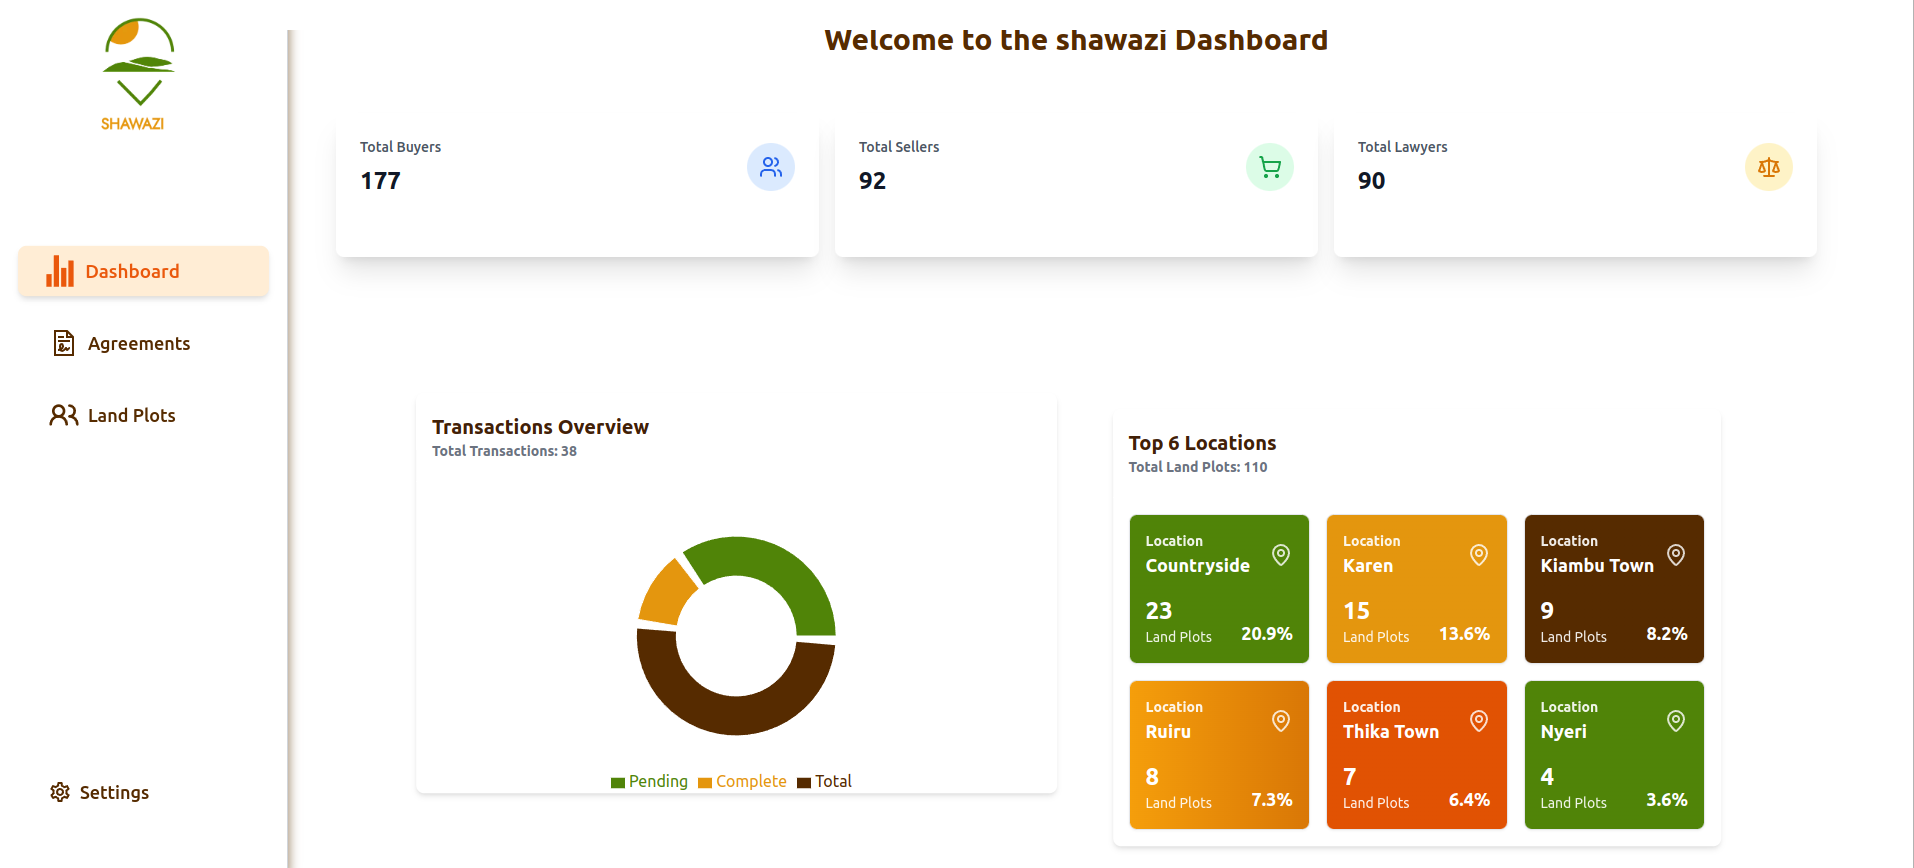 SHAWAZI
Dashboard
Agreements
Land Plots
Settings
Welcome to the shawazi Dashboard
Total Buyers
177
Total Sellers
92
Total Lawyers
90
Transactions Overview
Total Transactions: 38
Pending Complete Total
Top 6 Locations
Total Land Plots: 110
Location
Countryside
23
Land Plots 20.9%
Location
Karen
15
Land Plots 13.6%
Location
Kiambu Town
9
Land Plots 8.2%
Location
Ruiru
8
Land Plots 7.3%
Location
Thika Town
7
Land Plots 6.4%
Location
Nyeri
4
Land Plots 3.6%